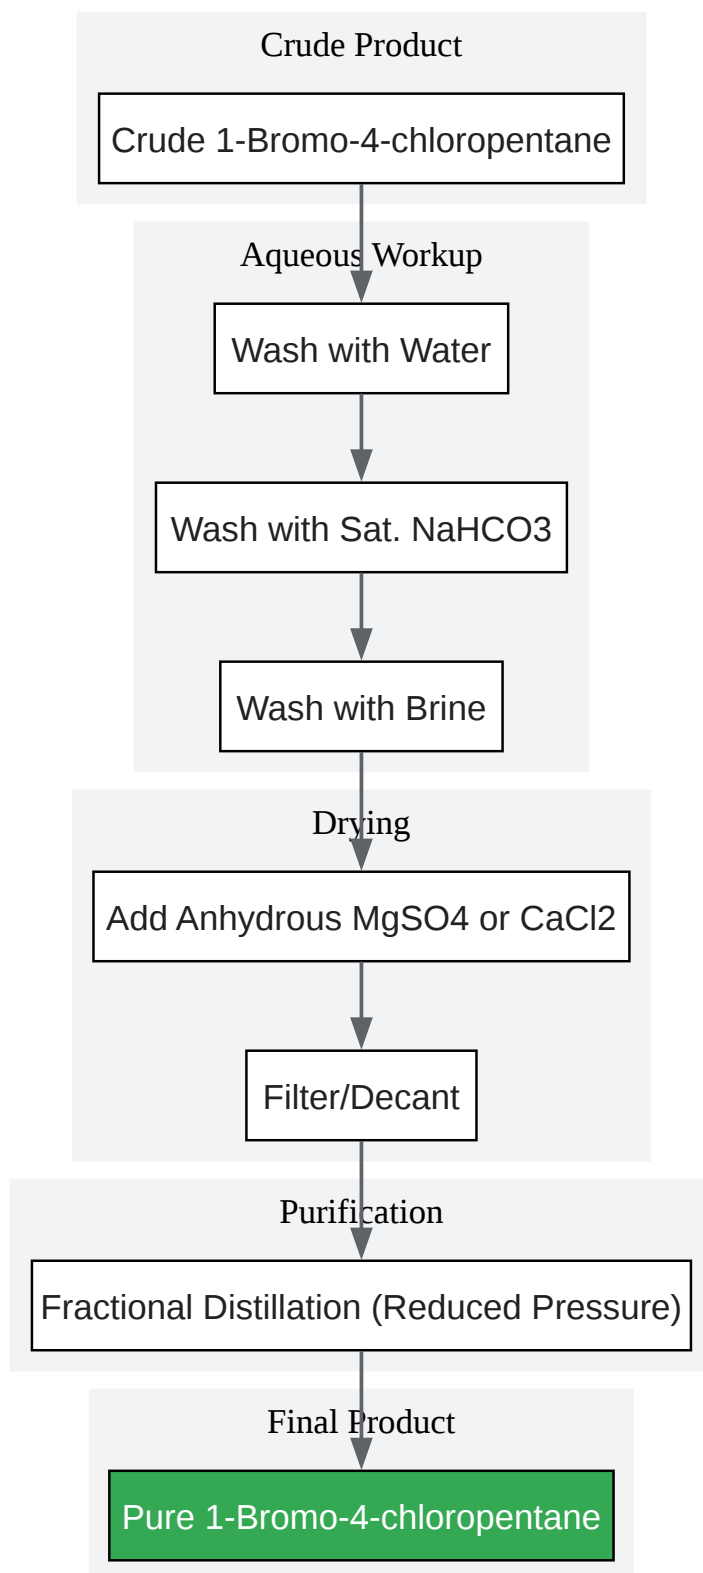 Crude Product
Crude 1-Bromo-4-chloropentane
Aqueous Workup
Wash with Water
Wash with Sat. NaHCO3
Wash with Brine
Drying
Add Anhydrous MgSO4 or CaCl2
Filter/Decant
Purification
Fractional Distillation (Reduced Pressure)
Final Product
Pure 1-Bromo-4-chloropentane